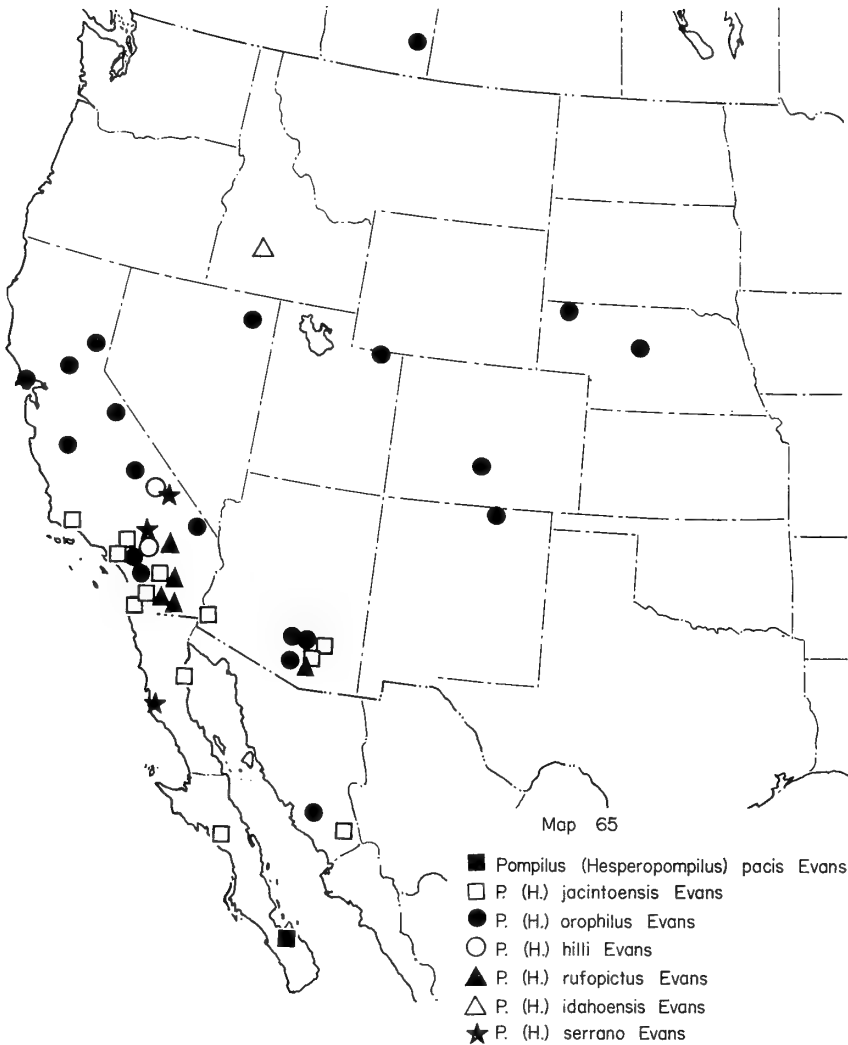 Map 65
Pompilus (Hesperopompilus) pacis Evans
P. (H.) jacintoensis Evans
P. (H.) orophilus Evans
P. (H.) hilli Evans
P. (H.) rufopictus Evans
P. (H.) idahoensis Evans
P. (H.) serrano Evans